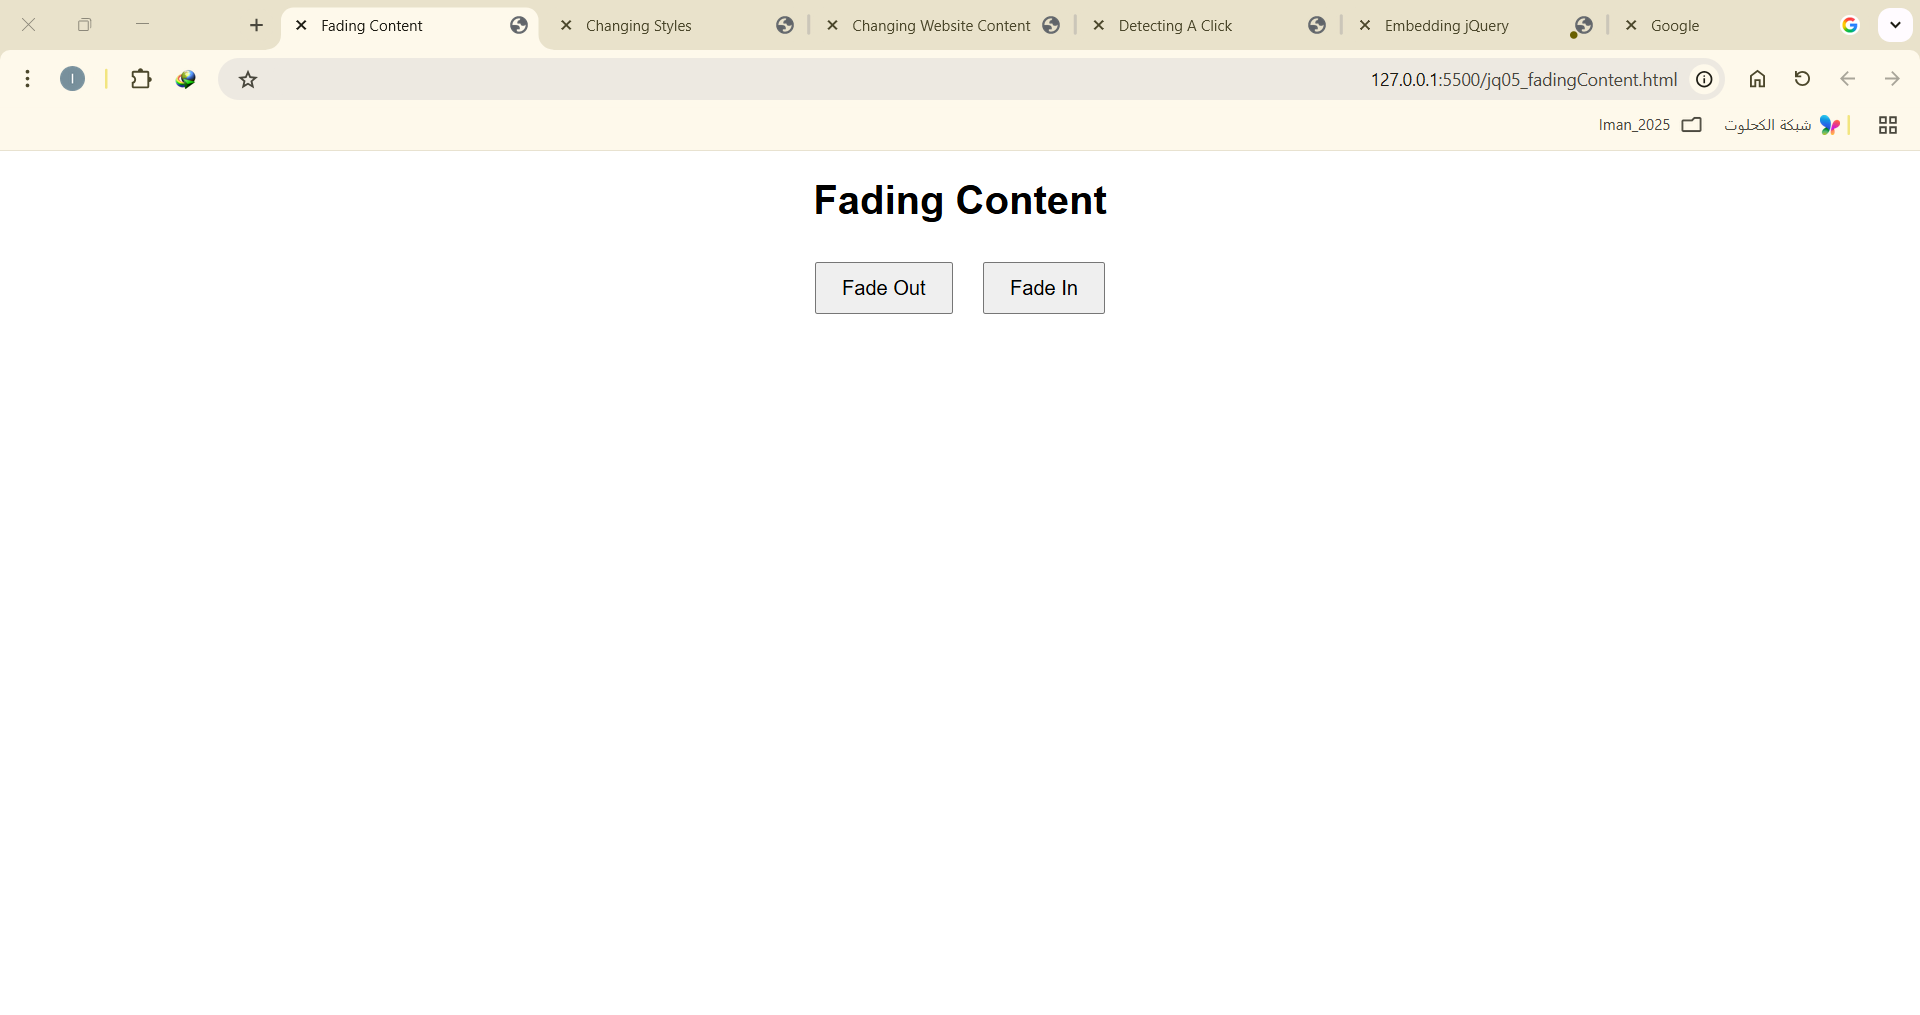 Fading Content
Changing Styles
Changing Website Content
Detecting A Click
Embedding jQuery
Google
I
127.0.0.1:5500/jq05_fadingContent.html
Iman_2025
شبكة الكحلوت
Fading Content
Fade Out
Fade In